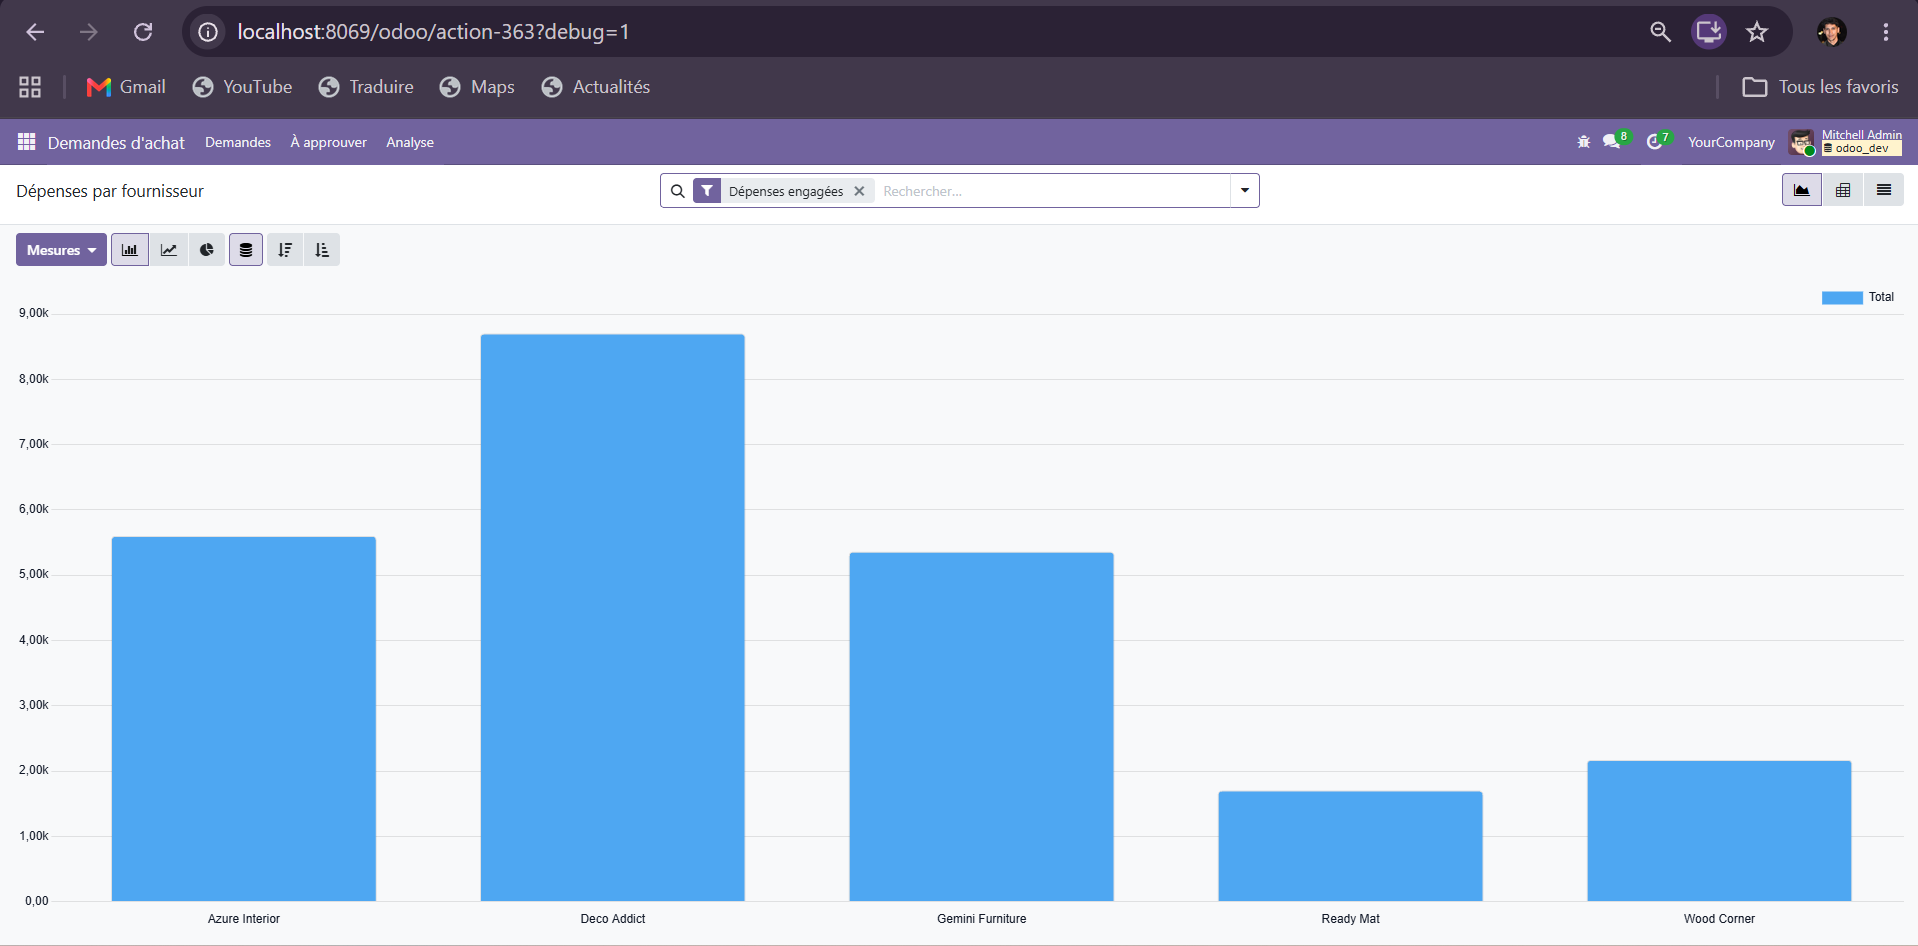 localhost:8069/odoo/action-363?debug=1
Gmail YouTube Traduire Maps Actualités Tous les favoris
Demandes d'achat Demandes À approuver Analyse 8 7 YourCompany Mitchell Admin
odoo_dev
Dépenses par fournisseur Dépenses engagées Rechercher...
Mesures
Total
9,00k
8,00k
7,00k
6,00k
5,00k
4,00k
3,00k
2,00k
1,00k
0,00
Azure Interior Deco Addict Gemini Furniture Ready Mat Wood Corner